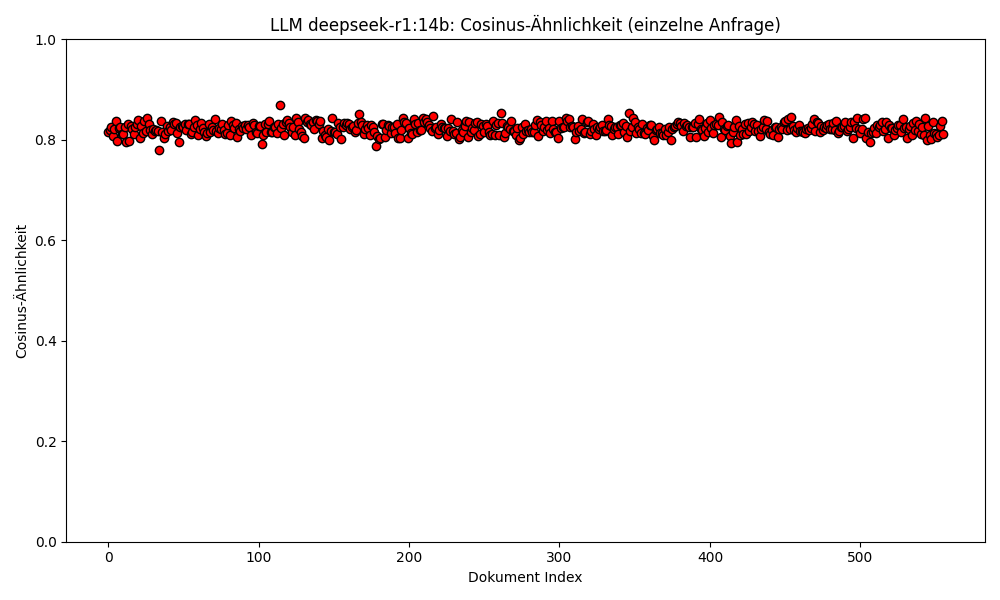 LLM deepseek-r1:14b: Cosinus-Ähnlichkeit (einzelne Anfrage)
1.0
0.8
0.6
0.4
0.2
0.0
Cosinus-Ähnlichkeit
0 100 200 300 400 500
Dokument Index